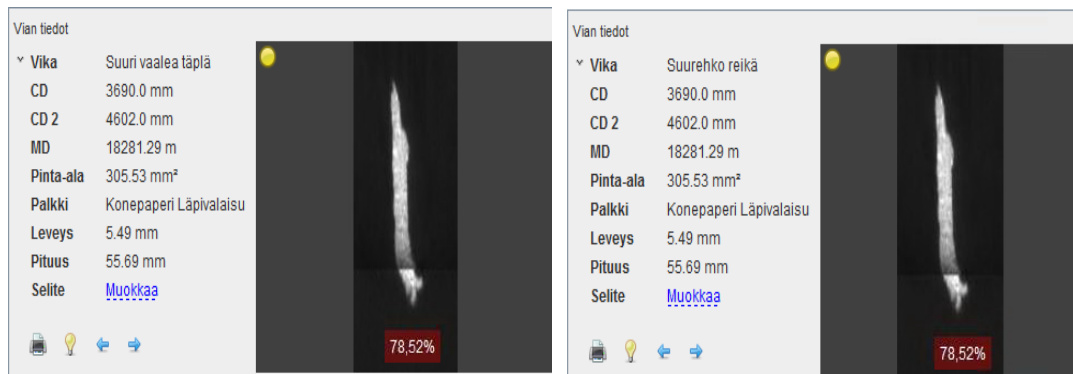 Vian tiedot
Vika Suuri vaalea täplä
CD 3690.0 mm
CD 2 4602.0 mm
MD 18281.29 m
Pinta-ala 305.53 mm²
Palkki Konepaperi Läpivalaisu
Leveys 5.49 mm
Pituus 55.69 mm
Selite Muokkaa
78,52%
Vian tiedot
Vika Suurehko reikä
CD 3690.0 mm
CD 2 4602.0 mm
MD 18281.29 m
Pinta-ala 305.53 mm²
Palkki Konepaperi Läpivalaisu
Leveys 5.49 mm
Pituus 55.69 mm
Selite Muokkaa
78,52%